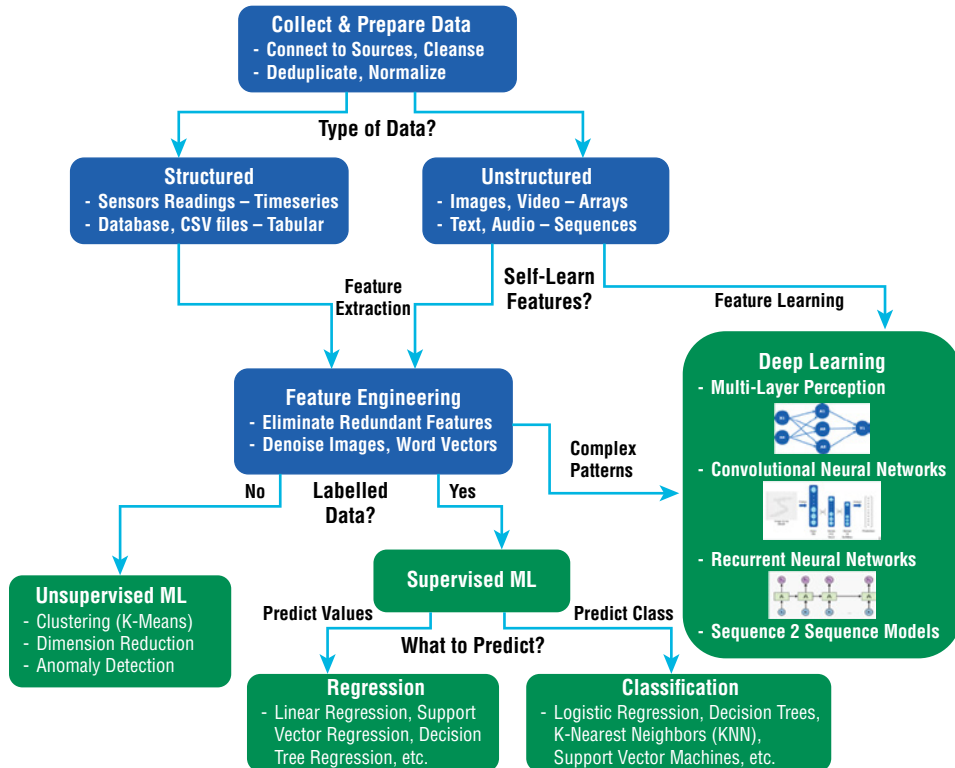 Collect & Prepare Data
- Connect to Sources, Cleanse
- Deduplicate, Normalize
Type of Data?
Structured
- Sensors Readings – Timeseries
- Database, CSV files – Tabular
Unstructured
- Images, Video – Arrays
- Text, Audio – Sequences
Feature
Extraction
Self-Learn
Features?
Feature Learning
Feature Engineering
- Eliminate Redundant Features
- Denoise Images, Word Vectors
Complex
Patterns
Deep Learning
- Multi-Layer Perception
- Convolutional Neural Networks
- Recurrent Neural Networks
- Sequence 2 Sequence Models
No
Labelled
Data?
Yes
Unsupervised ML
- Clustering (K-Means)
- Dimension Reduction
- Anomaly Detection
Supervised ML
Predict Values
What to Predict?
Predict Class
Regression
- Linear Regression, Support
Vector Regression, Decision
Tree Regression, etc.
Classification
- Logistic Regression, Decision Trees,
K-Nearest Neighbors (KNN),
Support Vector Machines, etc.